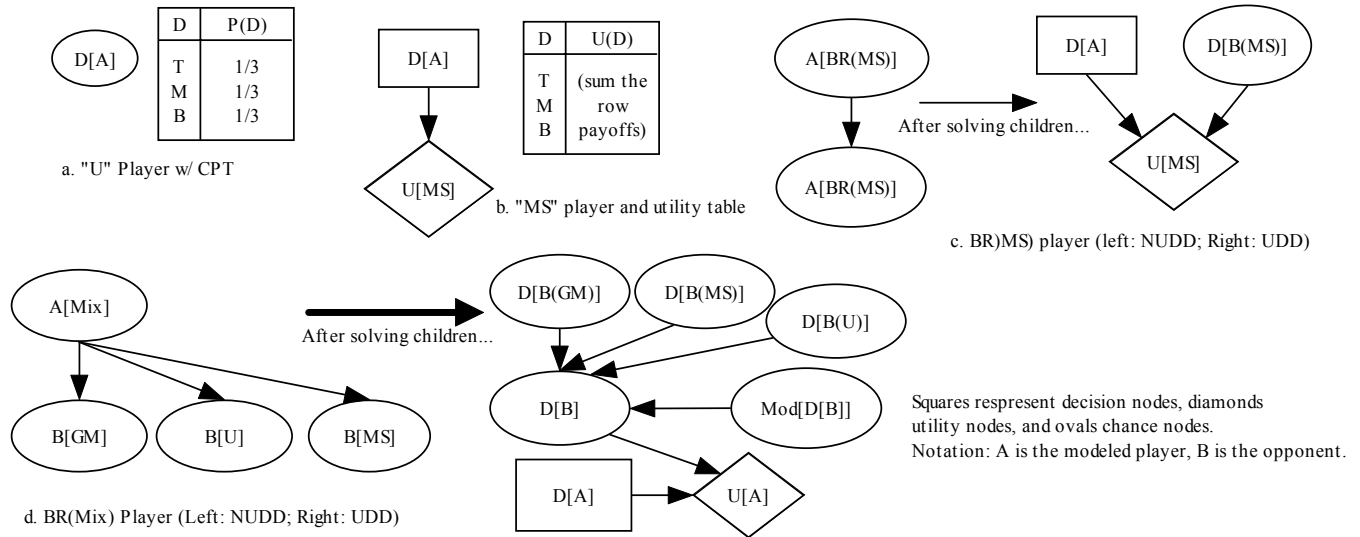 D[A]
D P(D)
T 1/3
M 1/3
B 1/3
a. "U" Player w/ CPT
D[A]
U[MS]
D U(D)
T (sum the
M row
B payoffs)
b. "MS" player and utility table
A[BR(MS)]
A[BR(MS)]
After solving children...
D[A]
D[B(MS)]
U[MS]
c. BR)MS) player (left: NUDD; Right: UDD)
A[Mix]
B[GM]
B[U]
B[MS]
After solving children...
D[B(GM)]
D[B(MS)]
D[B(U)]
D[B]
Mod[D[B]]
D[A]
U[A]
d. BR(Mix) Player (Left: NUDD; Right: UDD)
Squares respresent decision nodes, diamonds
utility nodes, and ovals chance nodes.
Notation: A is the modeled player, B is the opponent.